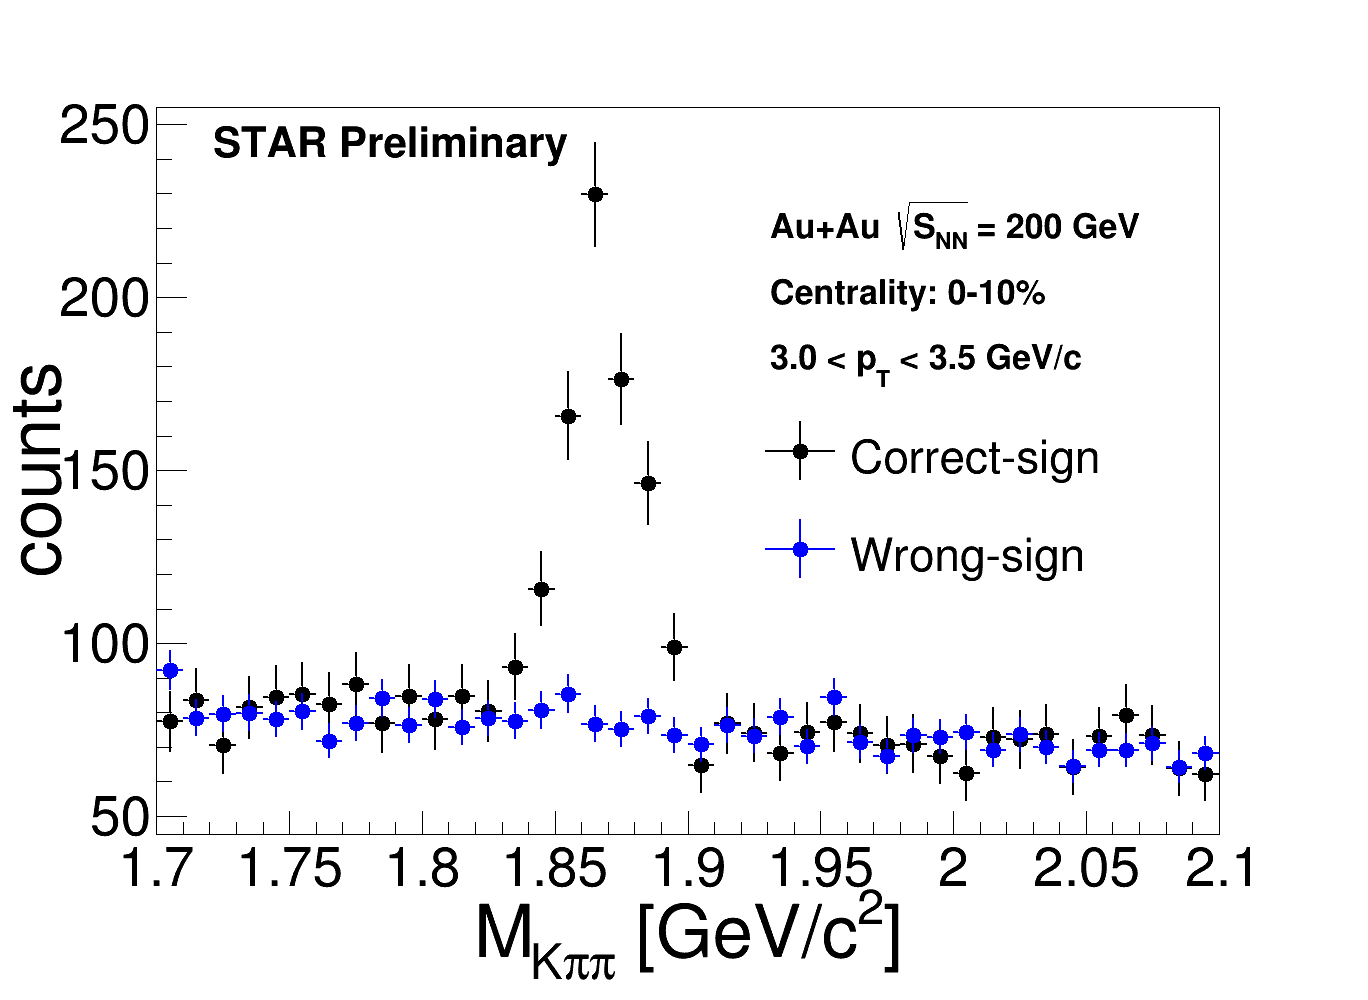 250
200
150
100
50
counts
STAR Preliminary
Au+Au √S_NN = 200 GeV
Centrality: 0-10%
3.0 < p_T < 3.5 GeV/c
Correct-sign
Wrong-sign
1.7 1.75 1.8 1.85 1.9 1.95 2 2.05 2.1
M_Kππ [GeV/c²]